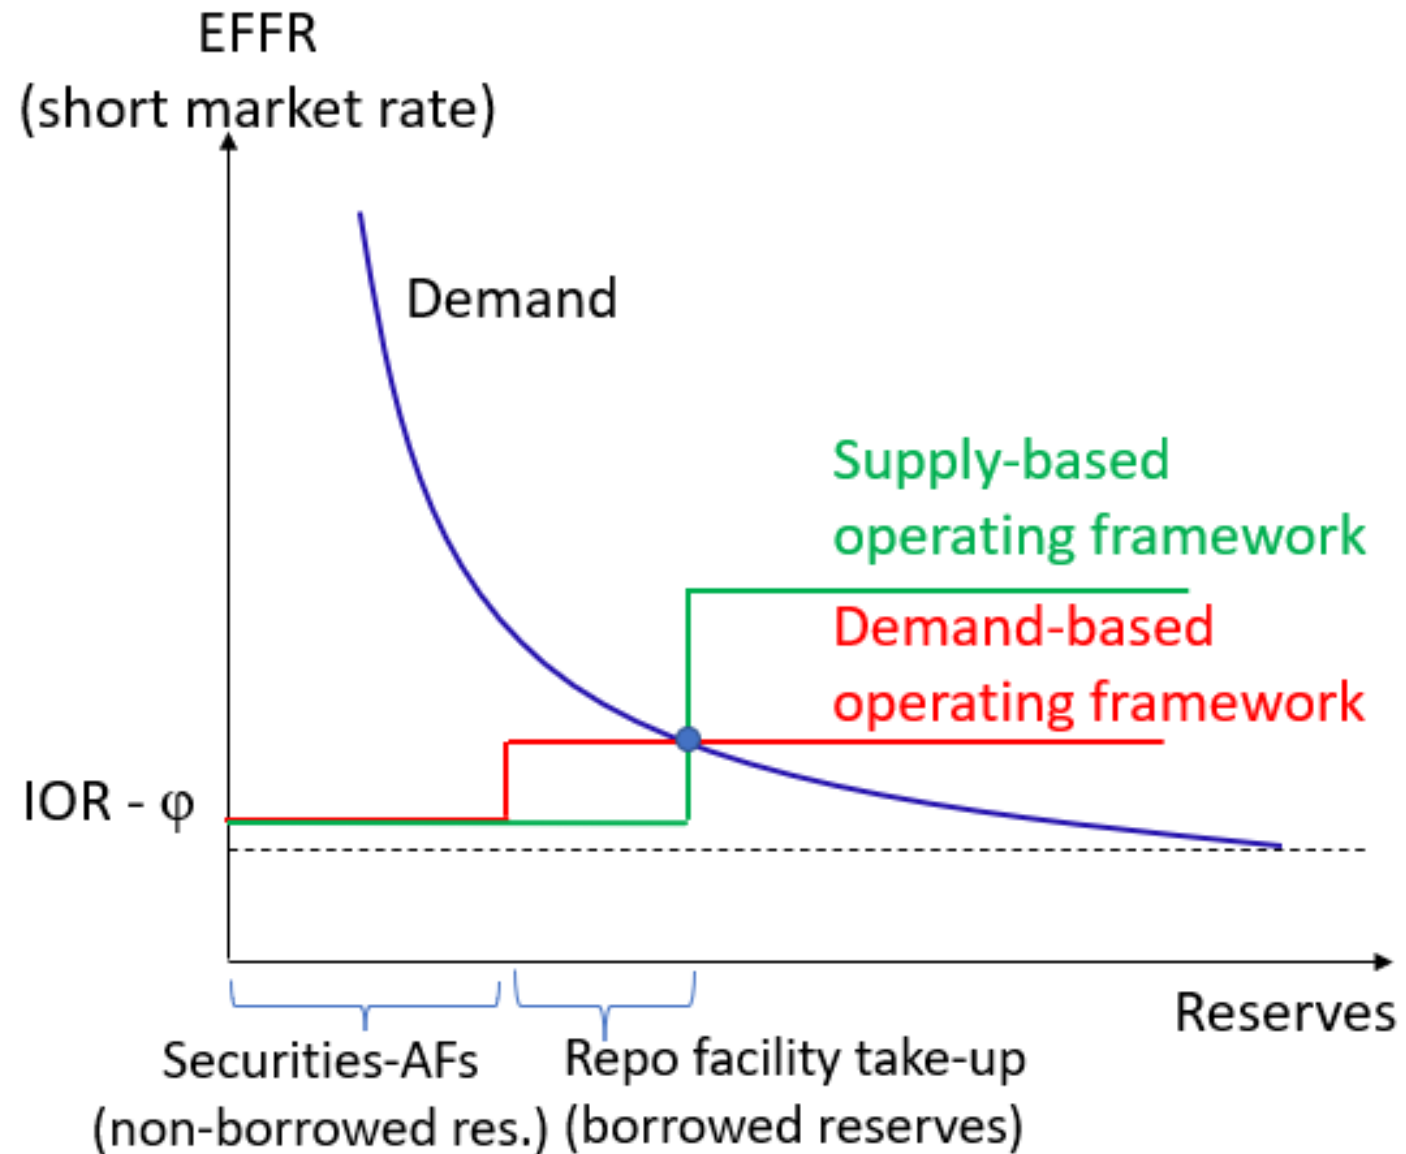 EFFR
(short market rate)
Demand
Supply-based
operating framework
Demand-based
operating framework
IOR - φ
Reserves
Securities-AFs
(non-borrowed res.)
Repo facility take-up
(borrowed reserves)